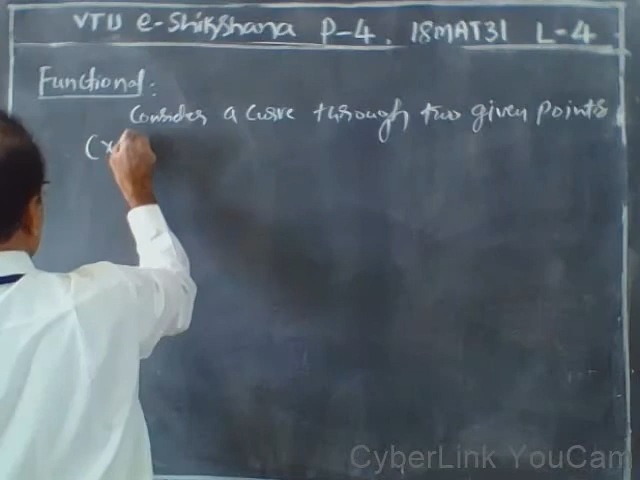 VTU e-Shikshana P-4, 18MAT31 L-4
Functional:
Consider a curve through two given points
(x
CyberLink YouCam